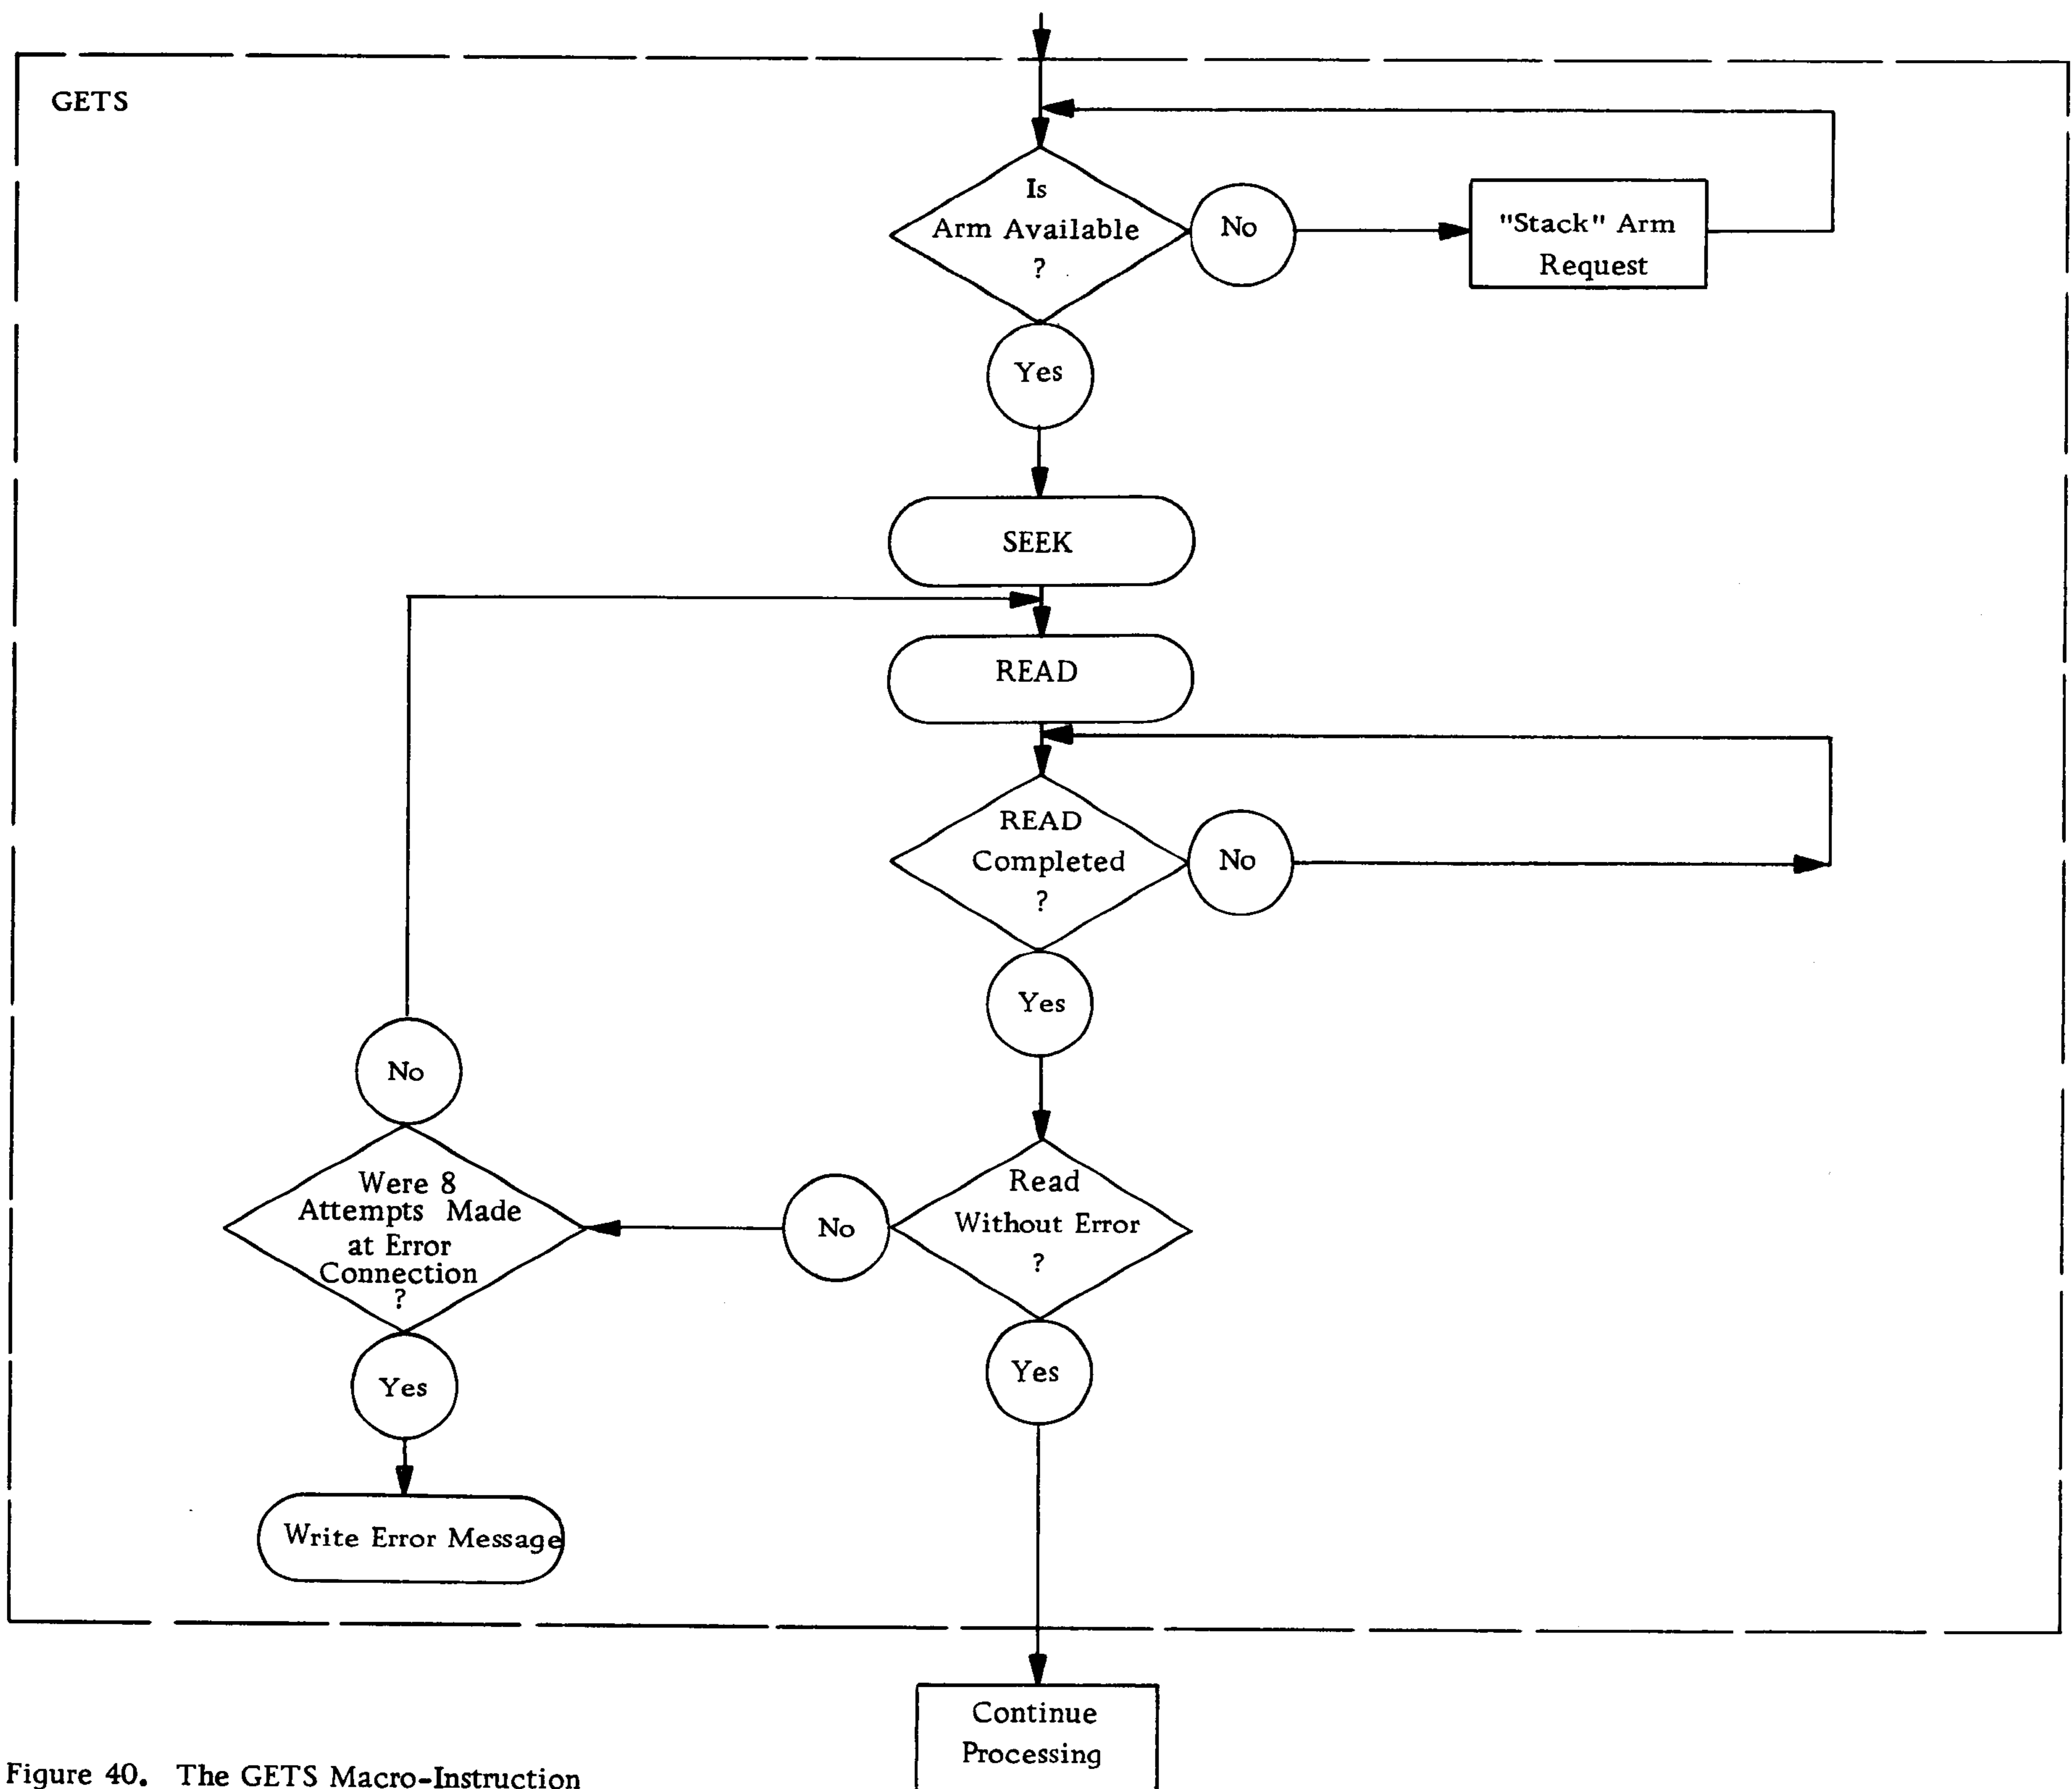 GETS
Is
Arm Available
?
No
"Stack" Arm
Request
Yes
SEEK
READ
READ
Completed
?
No
Yes
No
Read
Without Error
?
No
Were 8
Attempts Made
at Error
Connection
?
Yes
Yes
Write Error Message
Continue
Processing
Figure 40. The GETS Macro-Instruction